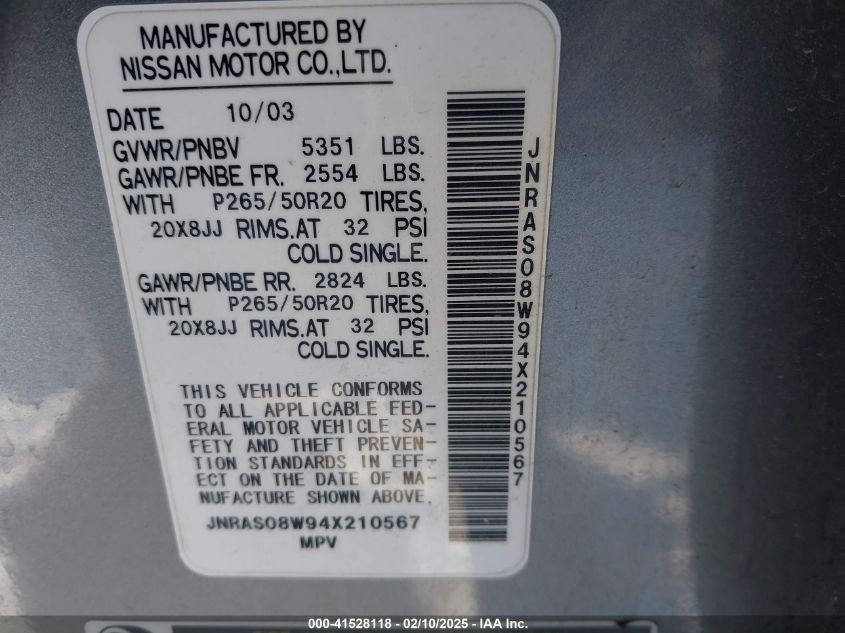 MANUFACTURED BY
NISSAN MOTOR CO.,LTD.
DATE 10/03
GVWR/PNBV 5351 LBS.
GAWR/PNBE FR. 2554 LBS.
WITH P265/50R20 TIRES,
20X8JJ RIMS.AT 32 PSI
COLD SINGLE.
GAWR/PNBE RR. 2824 LBS.
WITH P265/50R20 TIRES,
20X8JJ RIMS.AT 32 PSI
COLD SINGLE.
THIS VEHICLE CONFORMS
TO ALL APPLICABLE FED-
ERAL MOTOR VEHICLE SA-
FETY AND THEFT PREVEN-
TION STANDARDS IN EFF-
ECT ON THE DATE OF MA-
NUFACTURE SHOWN ABOVE.
JNRAS08W94X210567
MPV
JNRAS08W94X210567
000-41528118 — 02/10/2025 — IAA Inc.